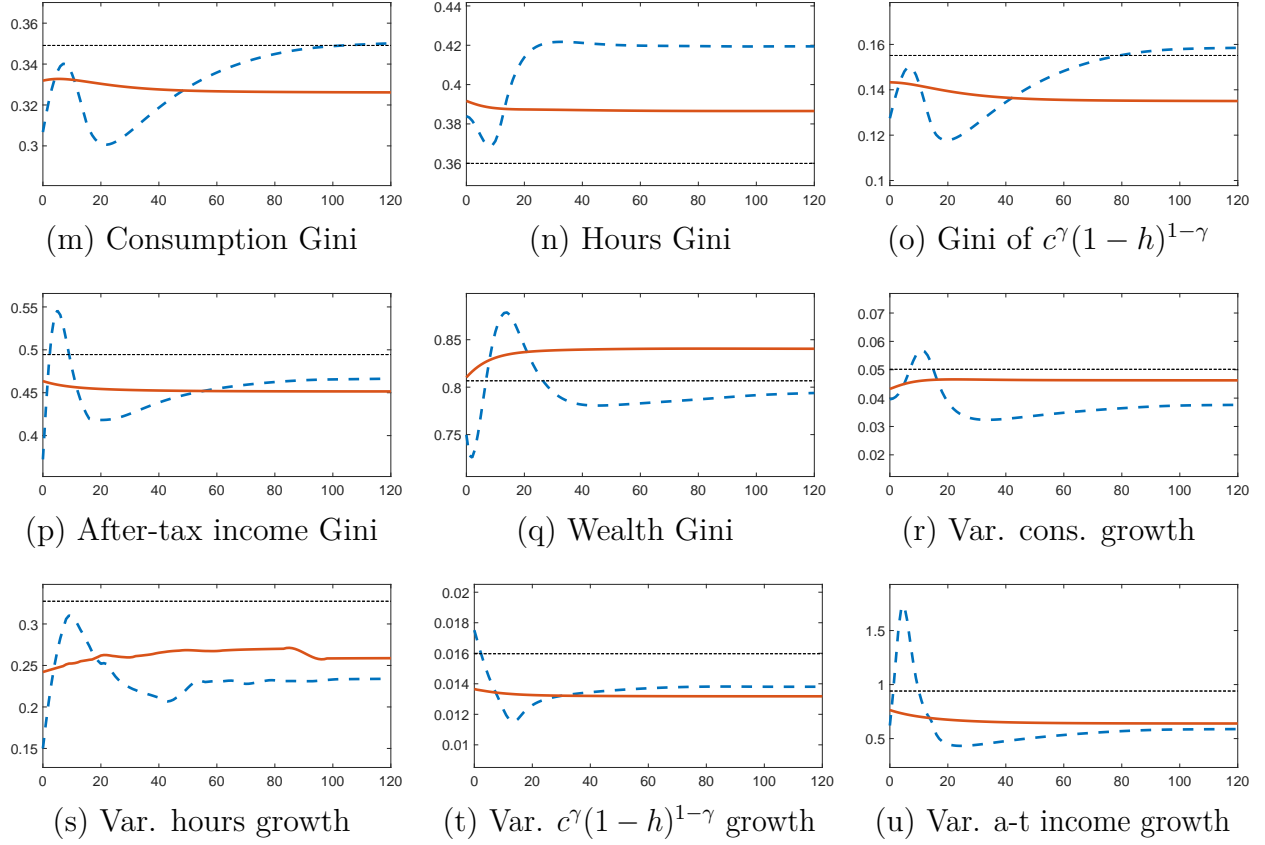 0.36
0.34
0.32
0.3
0 20 40 60 80 100 120
(m) Consumption Gini
0.44
0.42
0.4
0.38
0.36
0 20 40 60 80 100 120
(n) Hours Gini
0.16
0.14
0.12
0.1
0 20 40 60 80 100 120
(o) Gini of c^γ(1 − h)^{1−γ}
0.55
0.5
0.45
0.4
0 20 40 60 80 100 120
(p) After-tax income Gini
0.85
0.8
0.75
0 20 40 60 80 100 120
(q) Wealth Gini
0.07
0.06
0.05
0.04
0.03
0.02
0 20 40 60 80 100 120
(r) Var. cons. growth
0.3
0.25
0.2
0.15
0 20 40 60 80 100 120
(s) Var. hours growth
0.02
0.018
0.016
0.014
0.012
0.01
0 20 40 60 80 100 120
(t) Var. c^γ(1 − h)^{1−γ} growth
1.5
1
0.5
0 20 40 60 80 100 120
(u) Var. a-t income growth